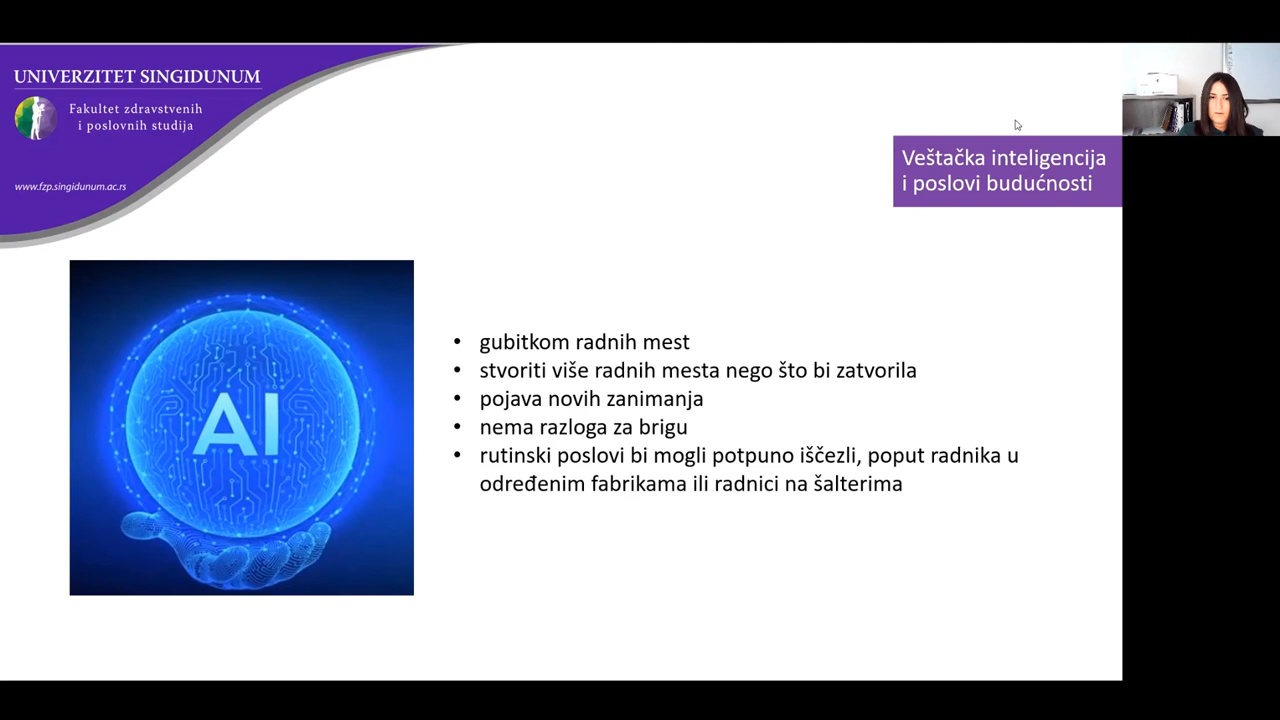 UNIVERZITET SINGIDUNUM
Fakultet zdravstvenih
i poslovnih studija
www.fzp.singidunum.ac.rs
Veštačka inteligencija
i poslovi budućnosti
AI
• gubitkom radnih mest
• stvoriti više radnih mesta nego što bi zatvorila
• pojava novih zanimanja
• nema razloga za brigu
• rutinski poslovi bi mogli potpuno iščezli, poput radnika u
određenim fabrikama ili radnici na šalterima